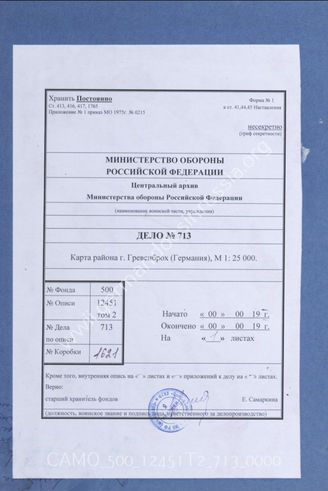 Хранить Постоянно
Ст. 413, 416, 417, 1765
Приложение № 1 приказ МО 1975г. № 0215
Форма № 1
к ст. 41,44,45 Наставления
несекретно
(гриф секретности)
МИНИСТЕРСТВО ОБОРОНЫ
РОССИЙСКОЙ ФЕДЕРАЦИИ
Центральный архив
Министерства обороны Российской Федерации
(наименование воинской части, учреждения)
ДЕЛО № 713
Карта района г. Гревенброх (Германия), М 1: 25 000.
№ Фонда 500
№ Описи 12451
том 2
№ Дела 713
по описи
№ Коробки 1621
Начато « 00 » 00 19 г.
Окончено « 00 » 00 19 г.
На « 1 » листах
Кроме того, внутренняя опись на «-» листах и «-» приложений к делу на «-» листах.
Верно:
старший хранитель фондов Е. Самаркина
(должность, воинское звание и подпись ответственного за делопроизводство)
CAMO_500_12451T2_713_0000